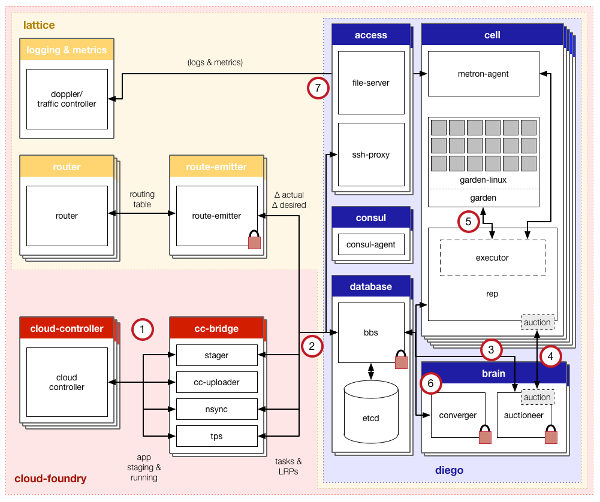 lattice
logging & metrics
doppler/
traffic controller
(logs & metrics)
7
access
file-server
ssh-proxy
cell
metron-agent
garden-linux
garden
5
executor
rep
auction
router
router
routing
table
route-emitter
route-emitter
Δ actual
Δ desired
consul
consul-agent
database
bbs
etcd
3
4
cloud-controller
cloud
controller
1
cc-bridge
stager
cc-uploader
nsync
tps
2
app
staging &
running
tasks &
LRPs
6
brain
auction
converger
auctioneer
cloud-foundry
diego